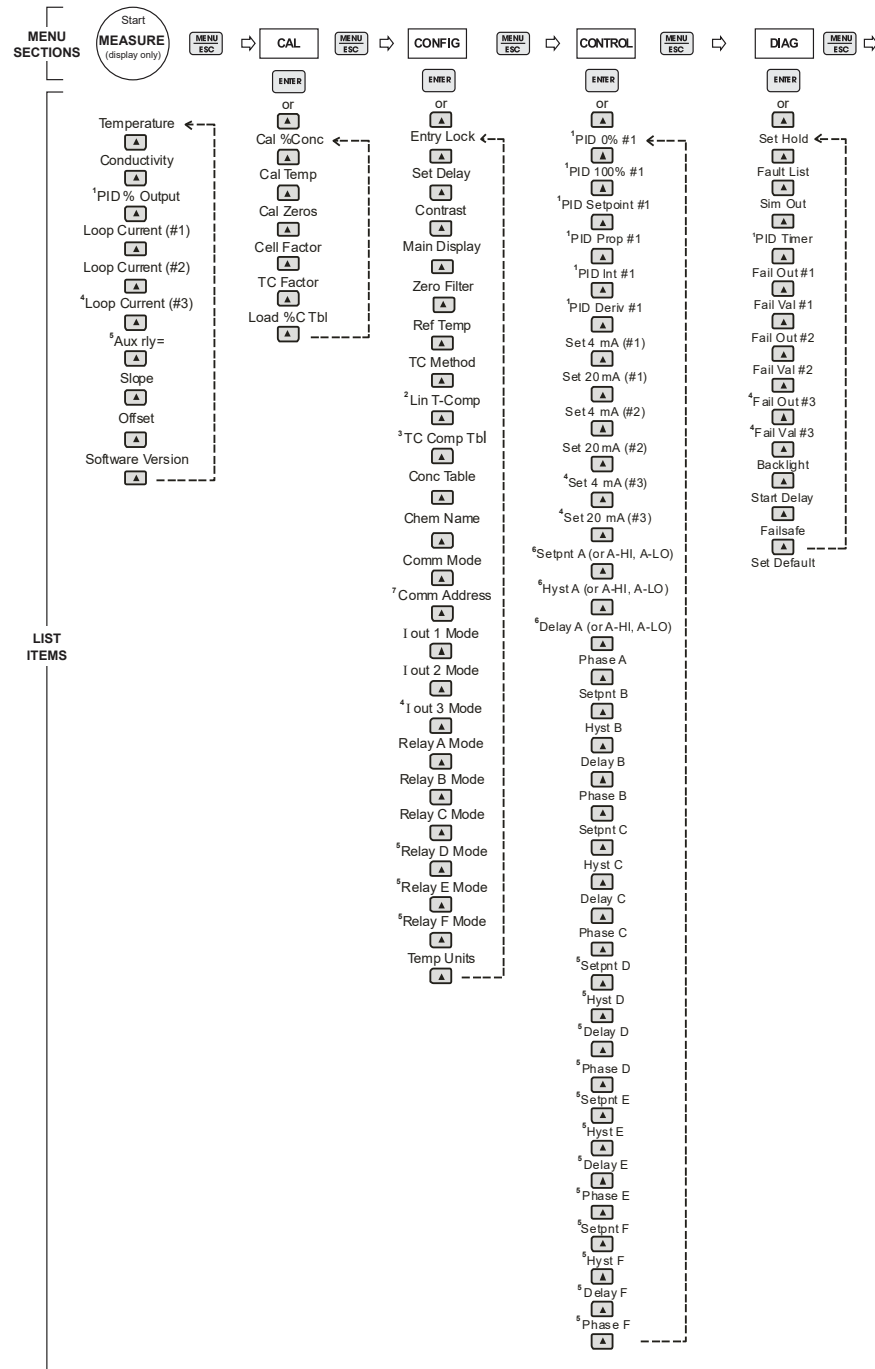 MENU
SECTIONS
Start
MEASURE
(display only)
MENU
ESC
CAL
MENU
ESC
CONFIG
MENU
ESC
CONTROL
MENU
ESC
DIAG
MENU
ESC
LIST
ITEMS
Temperature
Conductivity
¹PID % Output
Loop Current (#1)
Loop Current (#2)
⁴Loop Current (#3)
⁵Aux rly=
Slope
Offset
Software Version
ENTER
or
Cal %Conc
Cal Temp
Cal Zeros
Cell Factor
TC Factor
Load %C Tbl
ENTER
or
Entry Lock
Set Delay
Contrast
Main Display
Zero Filter
Ref Temp
TC Method
²Lin T-Comp
³TC Comp Tbl
Conc Table
Chem Name
Comm Mode
⁷Comm Address
I out 1 Mode
I out 2 Mode
⁴I out 3 Mode
Relay A Mode
Relay B Mode
Relay C Mode
⁵Relay D Mode
⁵Relay E Mode
⁵Relay F Mode
Temp Units
ENTER
or
¹PID 0% #1
¹PID 100% #1
¹PID Setpoint #1
¹PID Prop #1
¹PID Int #1
¹PID Deriv #1
Set 4 mA (#1)
Set 20 mA (#1)
Set 4 mA (#2)
Set 20 mA (#2)
⁴Set 4 mA (#3)
⁴Set 20 mA (#3)
⁶Setpnt A (or A-HI, A-LO)
⁶Hyst A (or A-HI, A-LO)
⁶Delay A (or A-HI, A-LO)
Phase A
Setpnt B
Hyst B
Delay B
Phase B
Setpnt C
Hyst C
Delay C
Phase C
⁵Setpnt D
⁵Hyst D
⁵Delay D
⁵Phase D
⁵Setpnt E
⁵Hyst E
⁵Delay E
⁵Phase E
⁵Setpnt F
⁵Hyst F
⁵Delay F
⁵Phase F
ENTER
or
Set Hold
Fault List
Sim Out
¹PID Timer
Fail Out #1
Fail Val #1
Fail Out #2
Fail Val #2
⁴Fail Out #3
⁴Fail Val #3
Backlight
Start Delay
Failsafe
Set Default